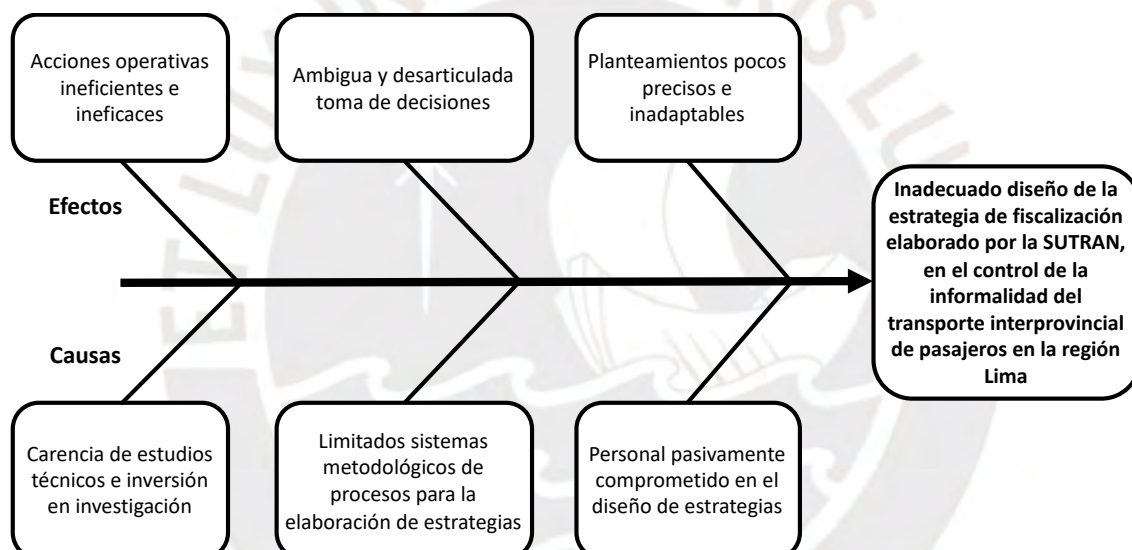 Acciones operativas
ineficientes e
ineficaces
Ambigua y desarticulada
toma de decisiones
Planteamientos pocos
precisos e
inadaptables
Efectos
Inadecuado diseño de la
estrategia de fiscalización
elaborado por la SUTRAN,
en el control de la
informalidad del
transporte interprovincial
de pasajeros en la región
Lima
Causas
Carencia de estudios
técnicos e inversión
en investigación
Limitados sistemas
metodológicos de
procesos para la
elaboración de estrategias
Personal pasivamente
comprometido en el
diseño de estrategias